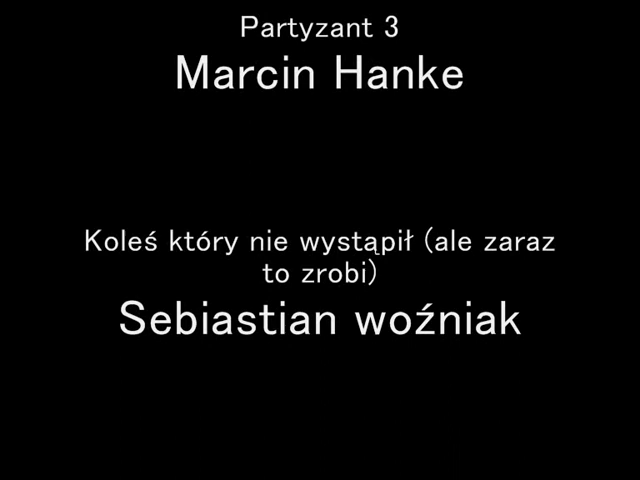 Partyzant 3
Marcin Hanke
Koleś który nie wystąpił (ale zaraz
to zrobi)
Sebiastian woźniak